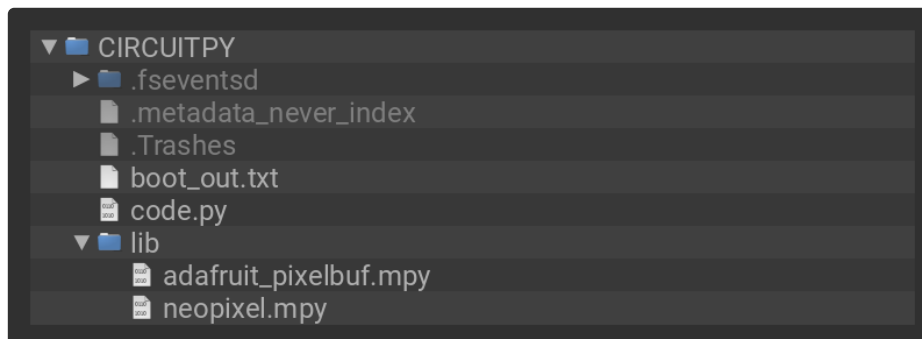 CIRCUITPY
.fseventsd
.metadata_never_index
.Trashes
boot_out.txt
code.py
lib
adafruit_pixelbuf.mpy
neopixel.mpy